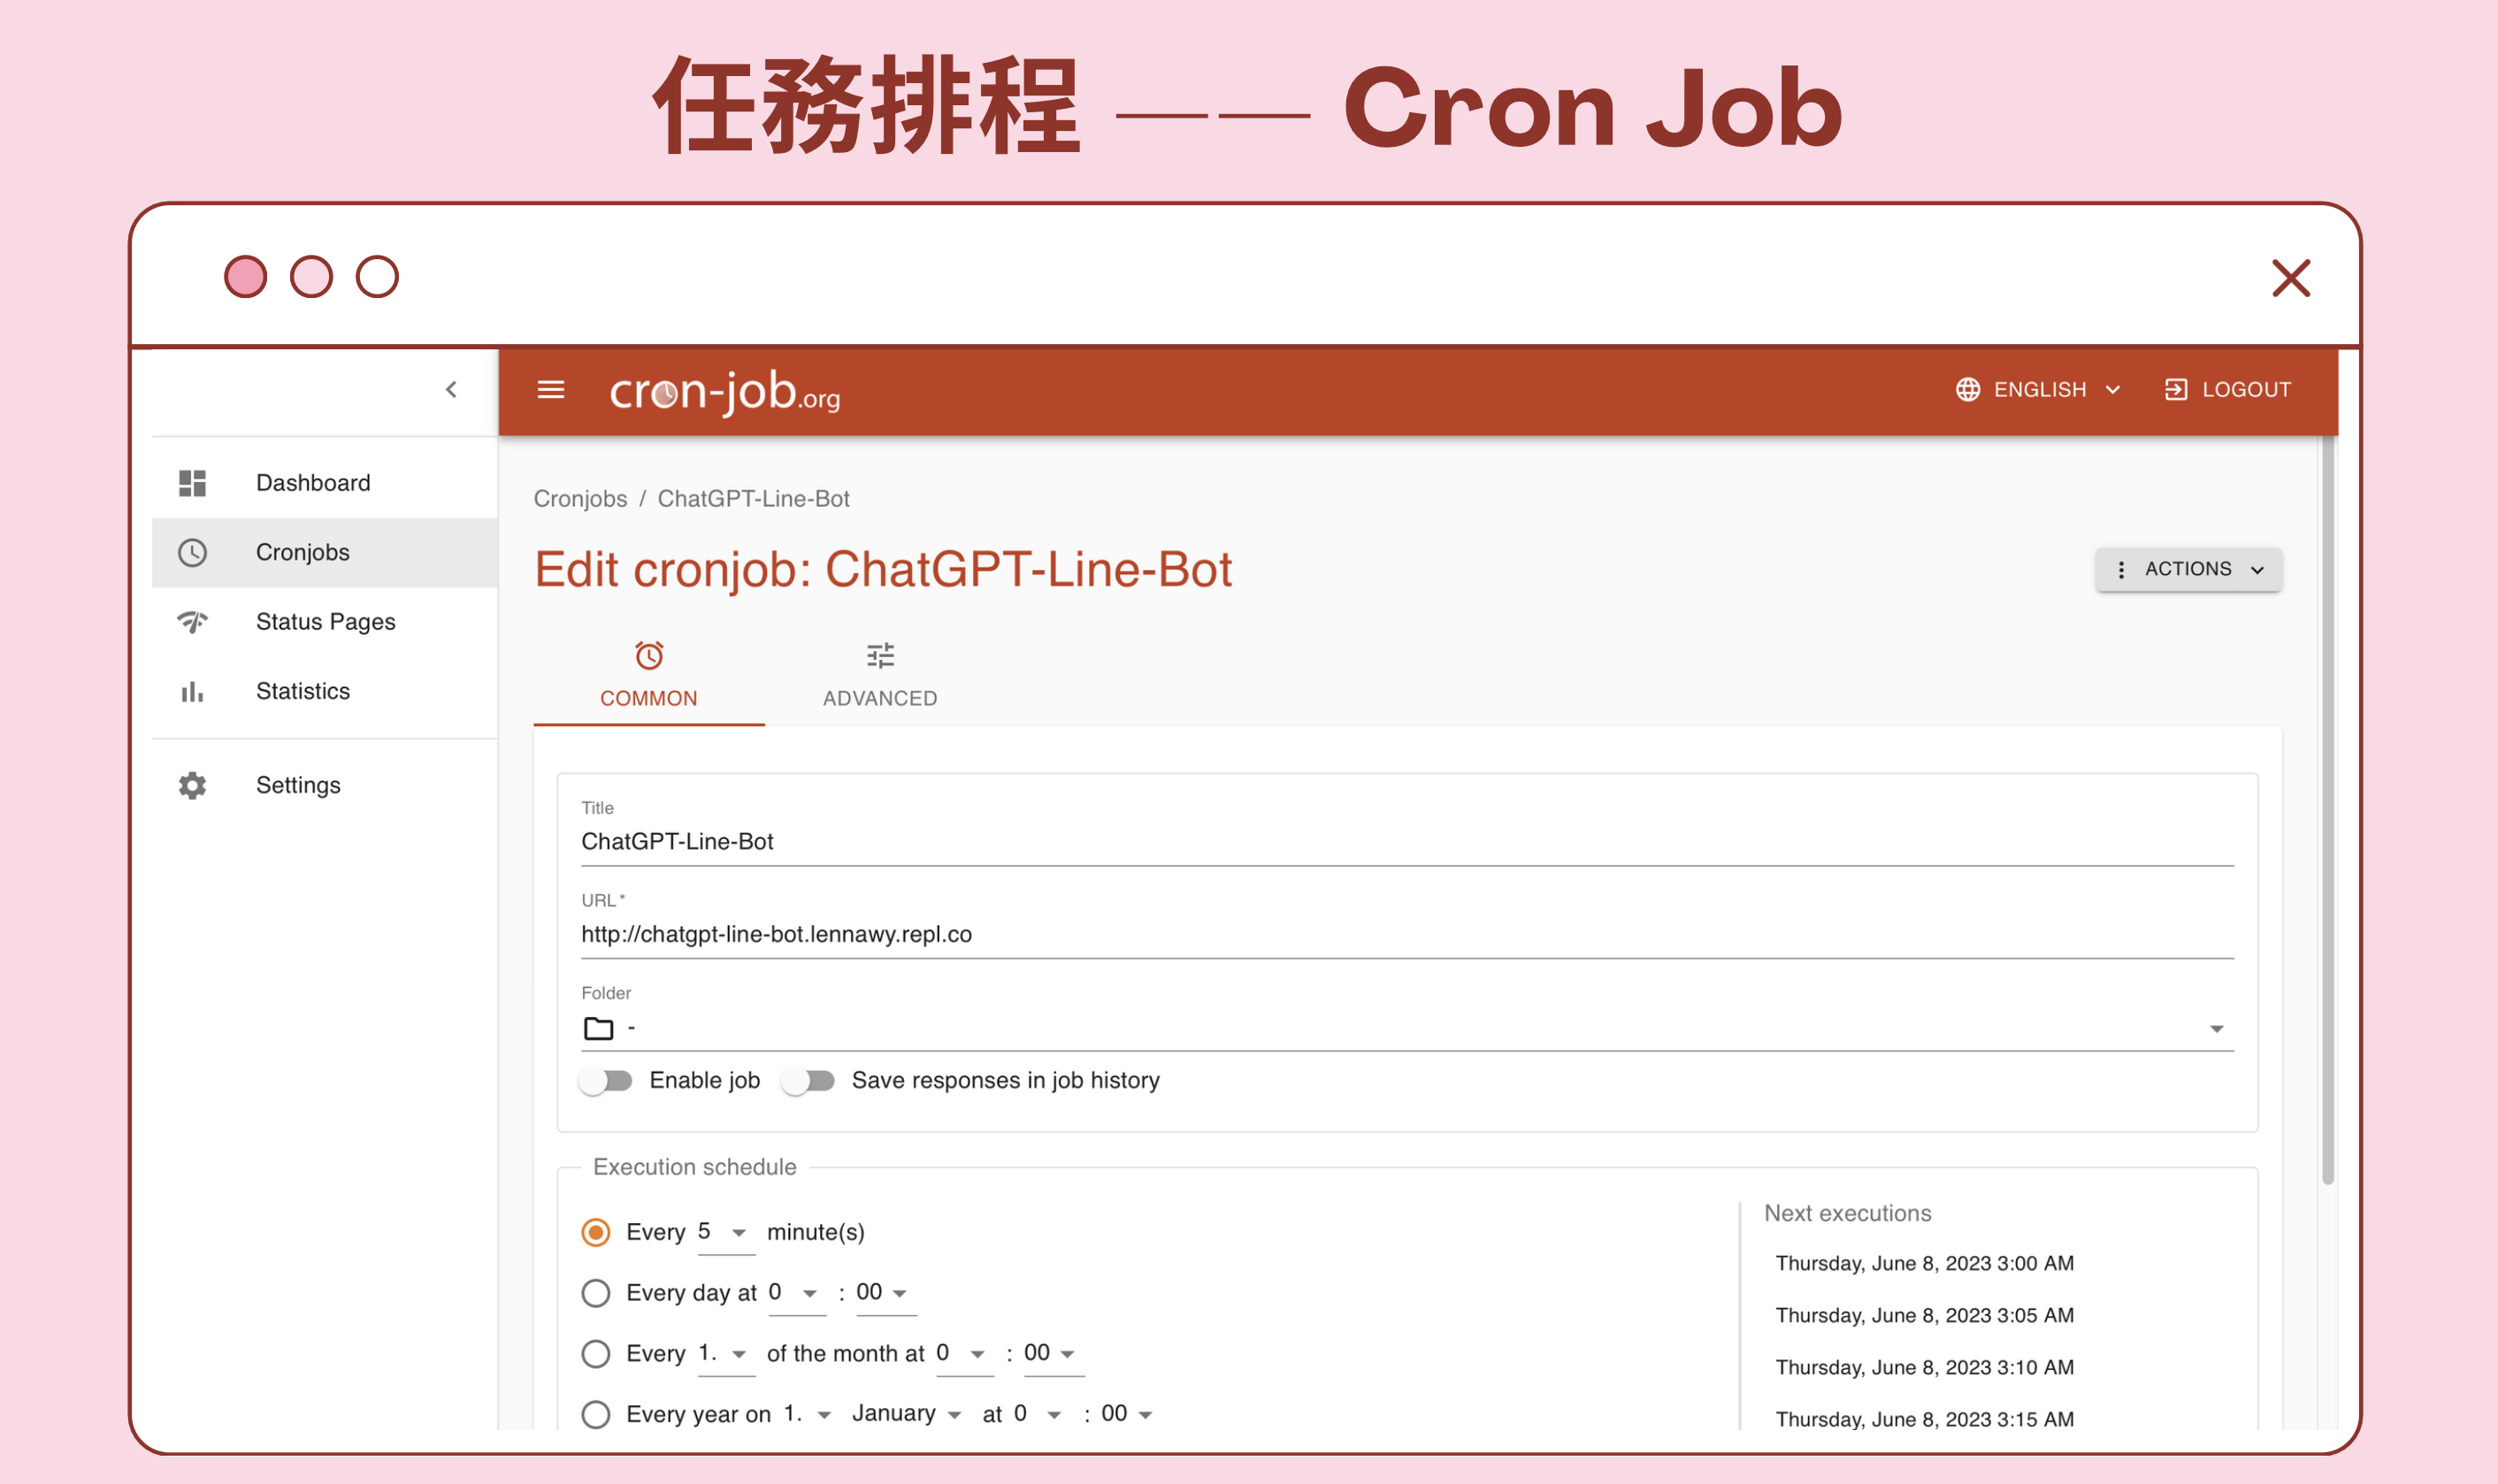 任務排程 —— Cron Job
cron-job.org
ENGLISH
LOGOUT
Dashboard
Cronjobs
Status Pages
Statistics
Settings
Cronjobs / ChatGPT-Line-Bot
Edit cronjob: ChatGPT-Line-Bot
ACTIONS
COMMON
ADVANCED
Title
ChatGPT-Line-Bot
URL *
http://chatgpt-line-bot.lennawy.repl.co
Folder
-
Enable job
Save responses in job history
Execution schedule
Every 5 minute(s)
Every day at 0 : 00
Every 1. of the month at 0 : 00
Every year on 1. January at 0 : 00
Next executions
Thursday, June 8, 2023 3:00 AM
Thursday, June 8, 2023 3:05 AM
Thursday, June 8, 2023 3:10 AM
Thursday, June 8, 2023 3:15 AM